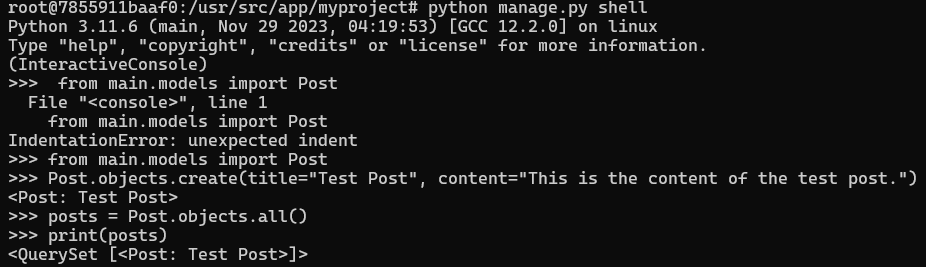 root@7855911baaf0:/usr/src/app/myproject# python manage.py shell
Python 3.11.6 (main, Nov 29 2023, 04:19:53) [GCC 12.2.0] on linux
Type "help", "copyright", "credits" or "license" for more information.
(InteractiveConsole)
>>>  from main.models import Post
  File "<console>", line 1
    from main.models import Post
IndentationError: unexpected indent
>>> from main.models import Post
>>> Post.objects.create(title="Test Post", content="This is the content of the test post.")
<Post: Test Post>
>>> posts = Post.objects.all()
>>> print(posts)
<QuerySet [<Post: Test Post>]>